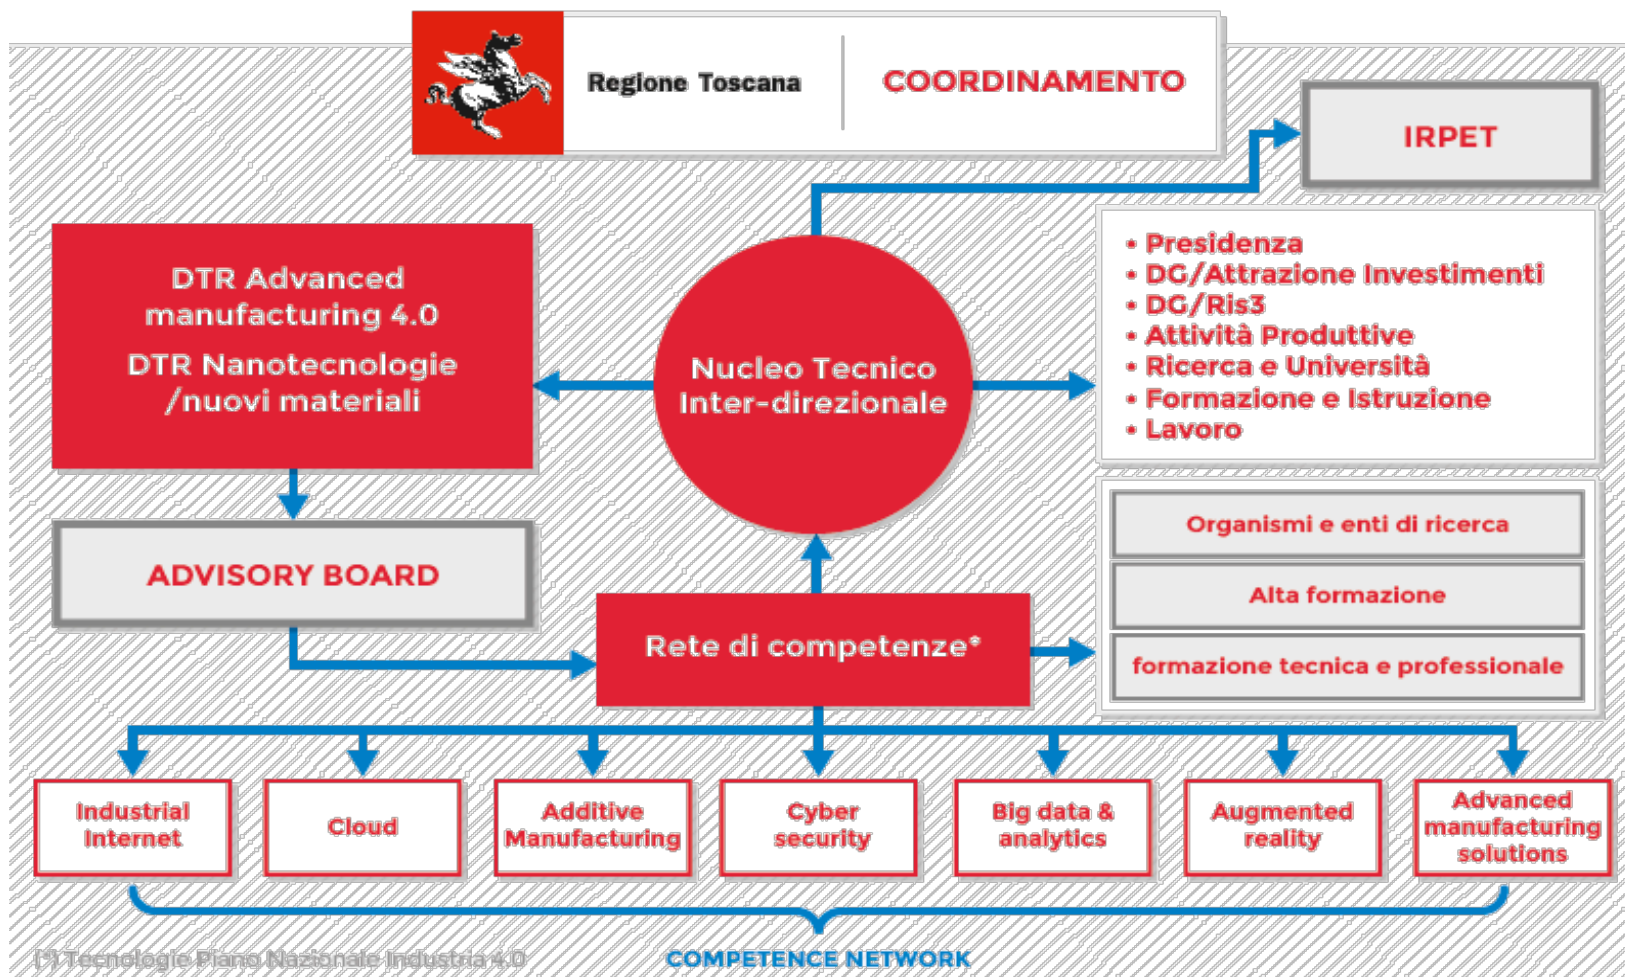 Regione Toscana
COORDINAMENTO
IRPET
DTR Advanced
manufacturing 4.0
DTR Nanotecnologie
/nuovi materiali
Nucleo Tecnico
Inter-direzionale
• Presidenza
• DG/Attrazione Investimenti
• DG/Ris3
• Attività Produttive
• Ricerca e Università
• Formazione e Istruzione
• Lavoro
ADVISORY BOARD
Rete di competenze*
Organismi e enti di ricerca
Alta formazione
formazione tecnica e professionale
Industrial
Internet
Cloud
Additive
Manufacturing
Cyber
security
Big data &
analytics
Augmented
reality
Advanced
manufacturing
solutions
(*) Tecnologie Piano Nazionale Industria 4.0
COMPETENCE NETWORK